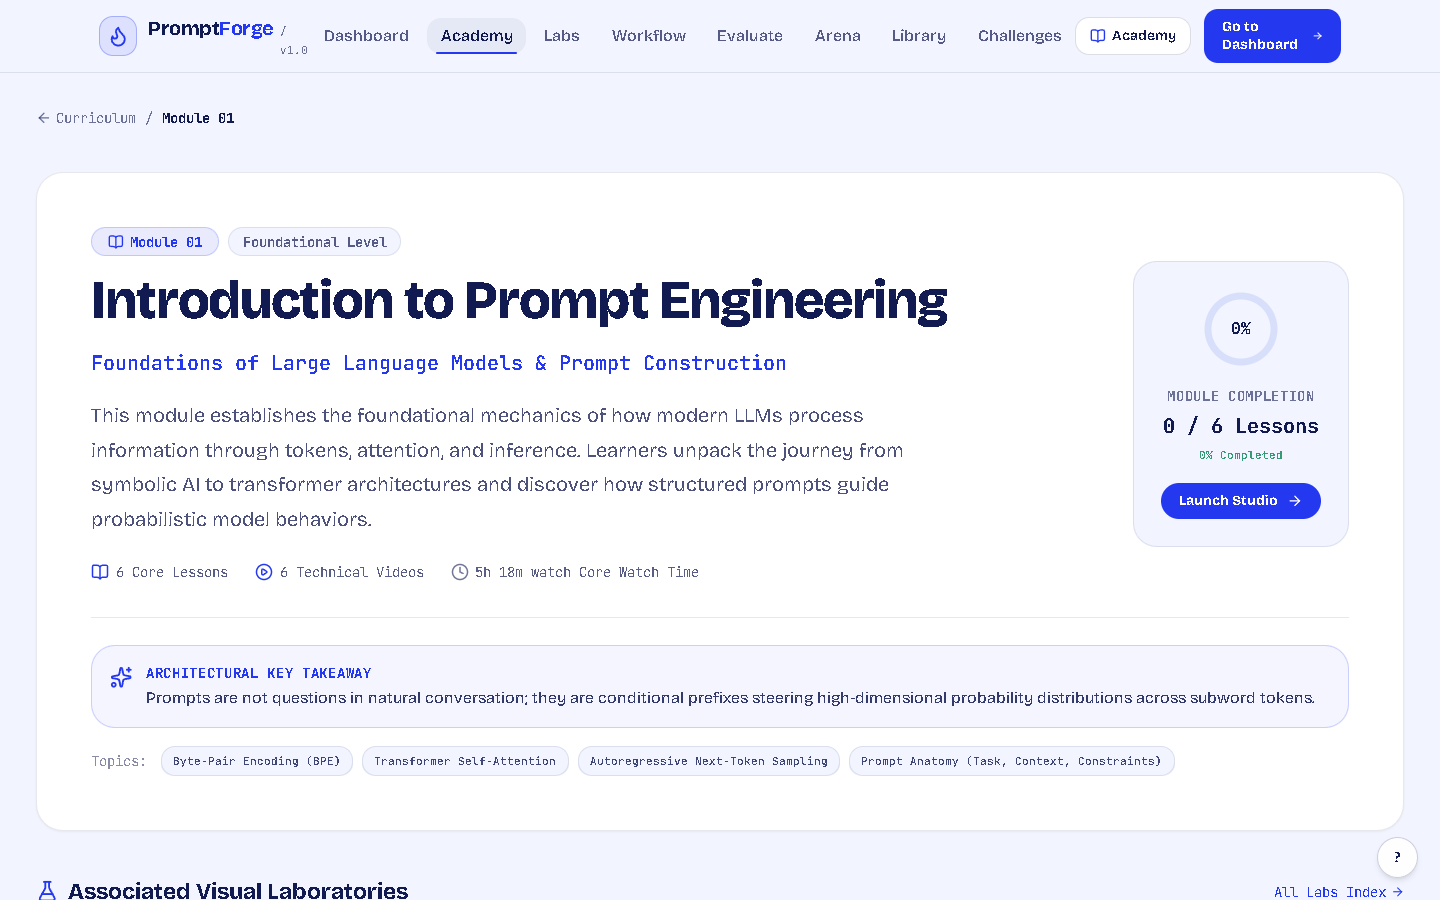 PromptForge / v1.0
Dashboard
Academy
Labs
Workflow
Evaluate
Arena
Library
Challenges
Academy
Go to
Dashboard →
← Curriculum / Module 01
Module 01
Foundational Level
Introduction to Prompt Engineering
Foundations of Large Language Models & Prompt Construction
This module establishes the foundational mechanics of how modern LLMs process
information through tokens, attention, and inference. Learners unpack the journey from
symbolic AI to transformer architectures and discover how structured prompts guide
probabilistic model behaviors.
6 Core Lessons
6 Technical Videos
5h 18m watch Core Watch Time
0%
MODULE COMPLETION
0 / 6 Lessons
0% Completed
Launch Studio →
ARCHITECTURAL KEY TAKEAWAY
Prompts are not questions in natural conversation; they are conditional prefixes steering high-dimensional probability distributions across subword tokens.
Topics:
Byte-Pair Encoding (BPE)
Transformer Self-Attention
Autoregressive Next-Token Sampling
Prompt Anatomy (Task, Context, Constraints)
?
Associated Visual Laboratories
All Labs Index →